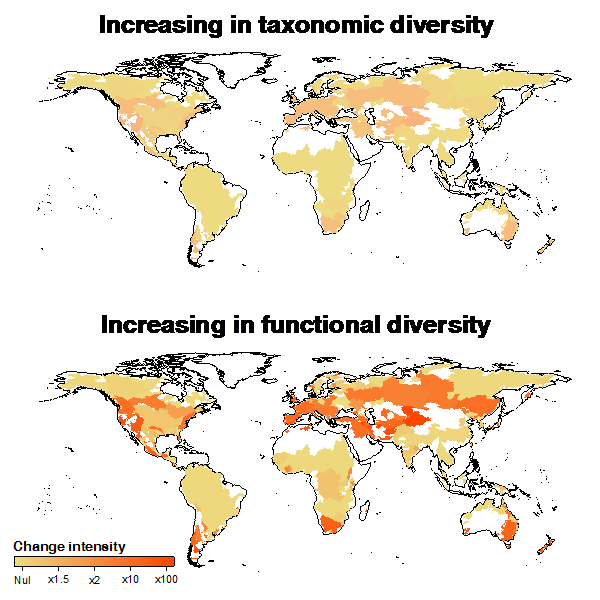 Increasing in taxonomic diversity
Increasing in functional diversity
Change intensity
Nul x1.5 x2 x10 x100